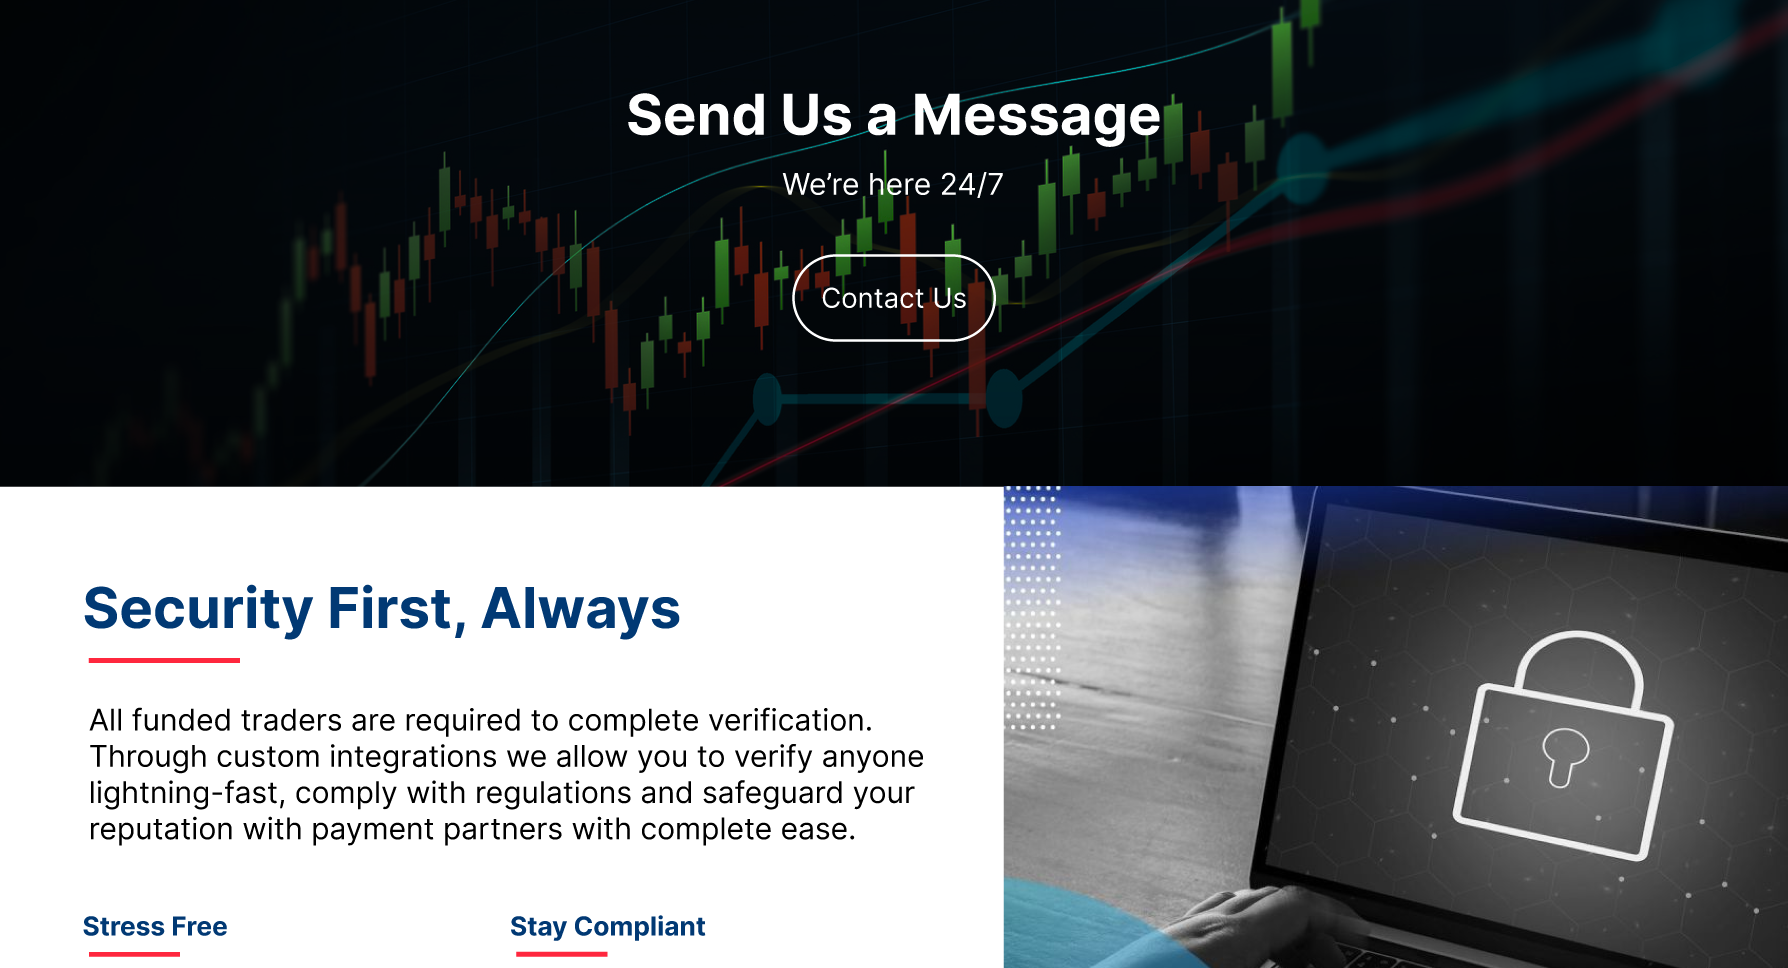 Send Us a Message
We’re here 24/7
Contact Us
Security First, Always
All funded traders are required to complete verification.
Through custom integrations we allow you to verify anyone
lightning-fast, comply with regulations and safeguard your
reputation with payment partners with complete ease.
Stress Free
Stay Compliant